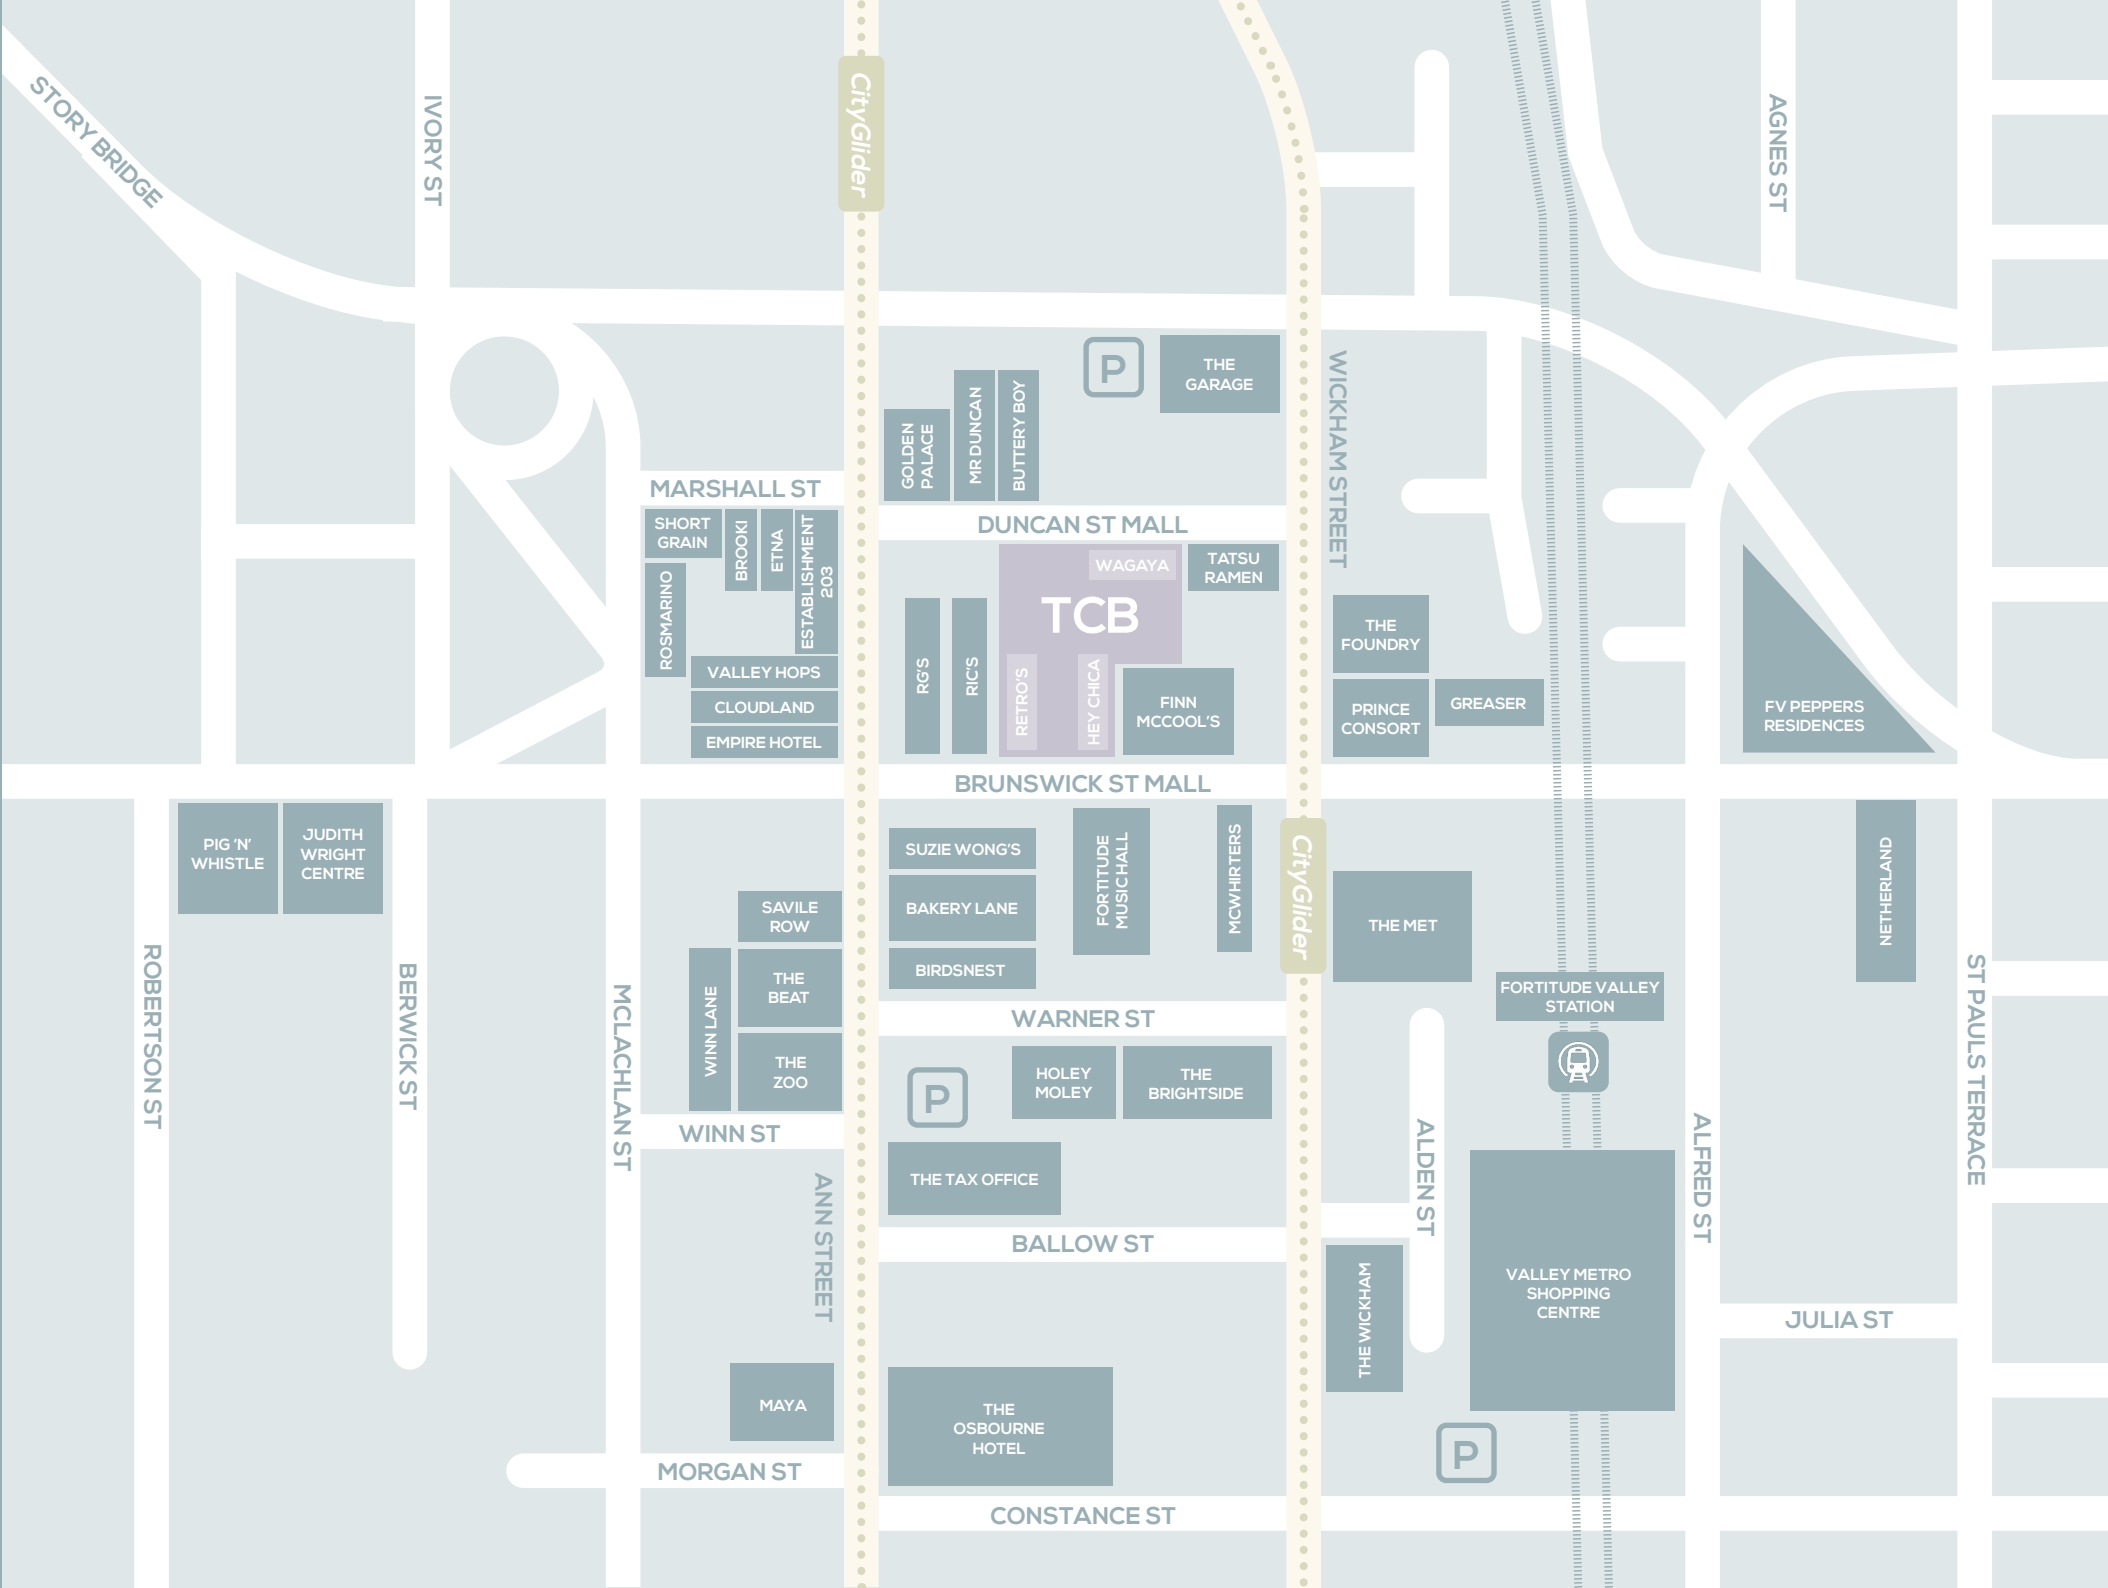 STORY BRIDGE
IVORY ST
CityGlider
AGNES ST
P
THE
GARAGE
WICKHAM STREET
GOLDEN
PALACE
MR DUNCAN
BUTTERY BOY
MARSHALL ST
DUNCAN ST MALL
SHORT
GRAIN
BROOKI
ETNA
ESTABLISHMENT
203
ROSMARINO
VALLEY HOPS
CLOUDLAND
EMPIRE HOTEL
RG'S
RIC'S
TCB
WAGAYA
RETRO'S
HEY CHICA
TATSU
RAMEN
FINN
MCCOOL'S
THE
FOUNDRY
PRINCE
CONSORT
GREASER
FV PEPPERS
RESIDENCES
BRUNSWICK ST MALL
PIG 'N'
WHISTLE
JUDITH
WRIGHT
CENTRE
SUZIE WONG'S
BAKERY LANE
BIRDSNEST
FORTITUDE
MUSIC HALL
MCWHIRTERS
CityGlider
THE MET
NETHERLAND
SAVILE
ROW
THE
BEAT
THE
ZOO
WINN LANE
ROBERTSON ST
BERWICK ST
MCLACHLAN ST
FORTITUDE VALLEY
STATION
ST PAULS TERRACE
WARNER ST
P
HOLEY
MOLEY
THE
BRIGHTSIDE
WINN ST
THE TAX OFFICE
ANN STREET
ALDEN ST
ALFRED ST
BALLOW ST
THE WICKHAM
VALLEY METRO
SHOPPING
CENTRE
JULIA ST
MAYA
THE
OSBOURNE
HOTEL
P
MORGAN ST
CONSTANCE ST